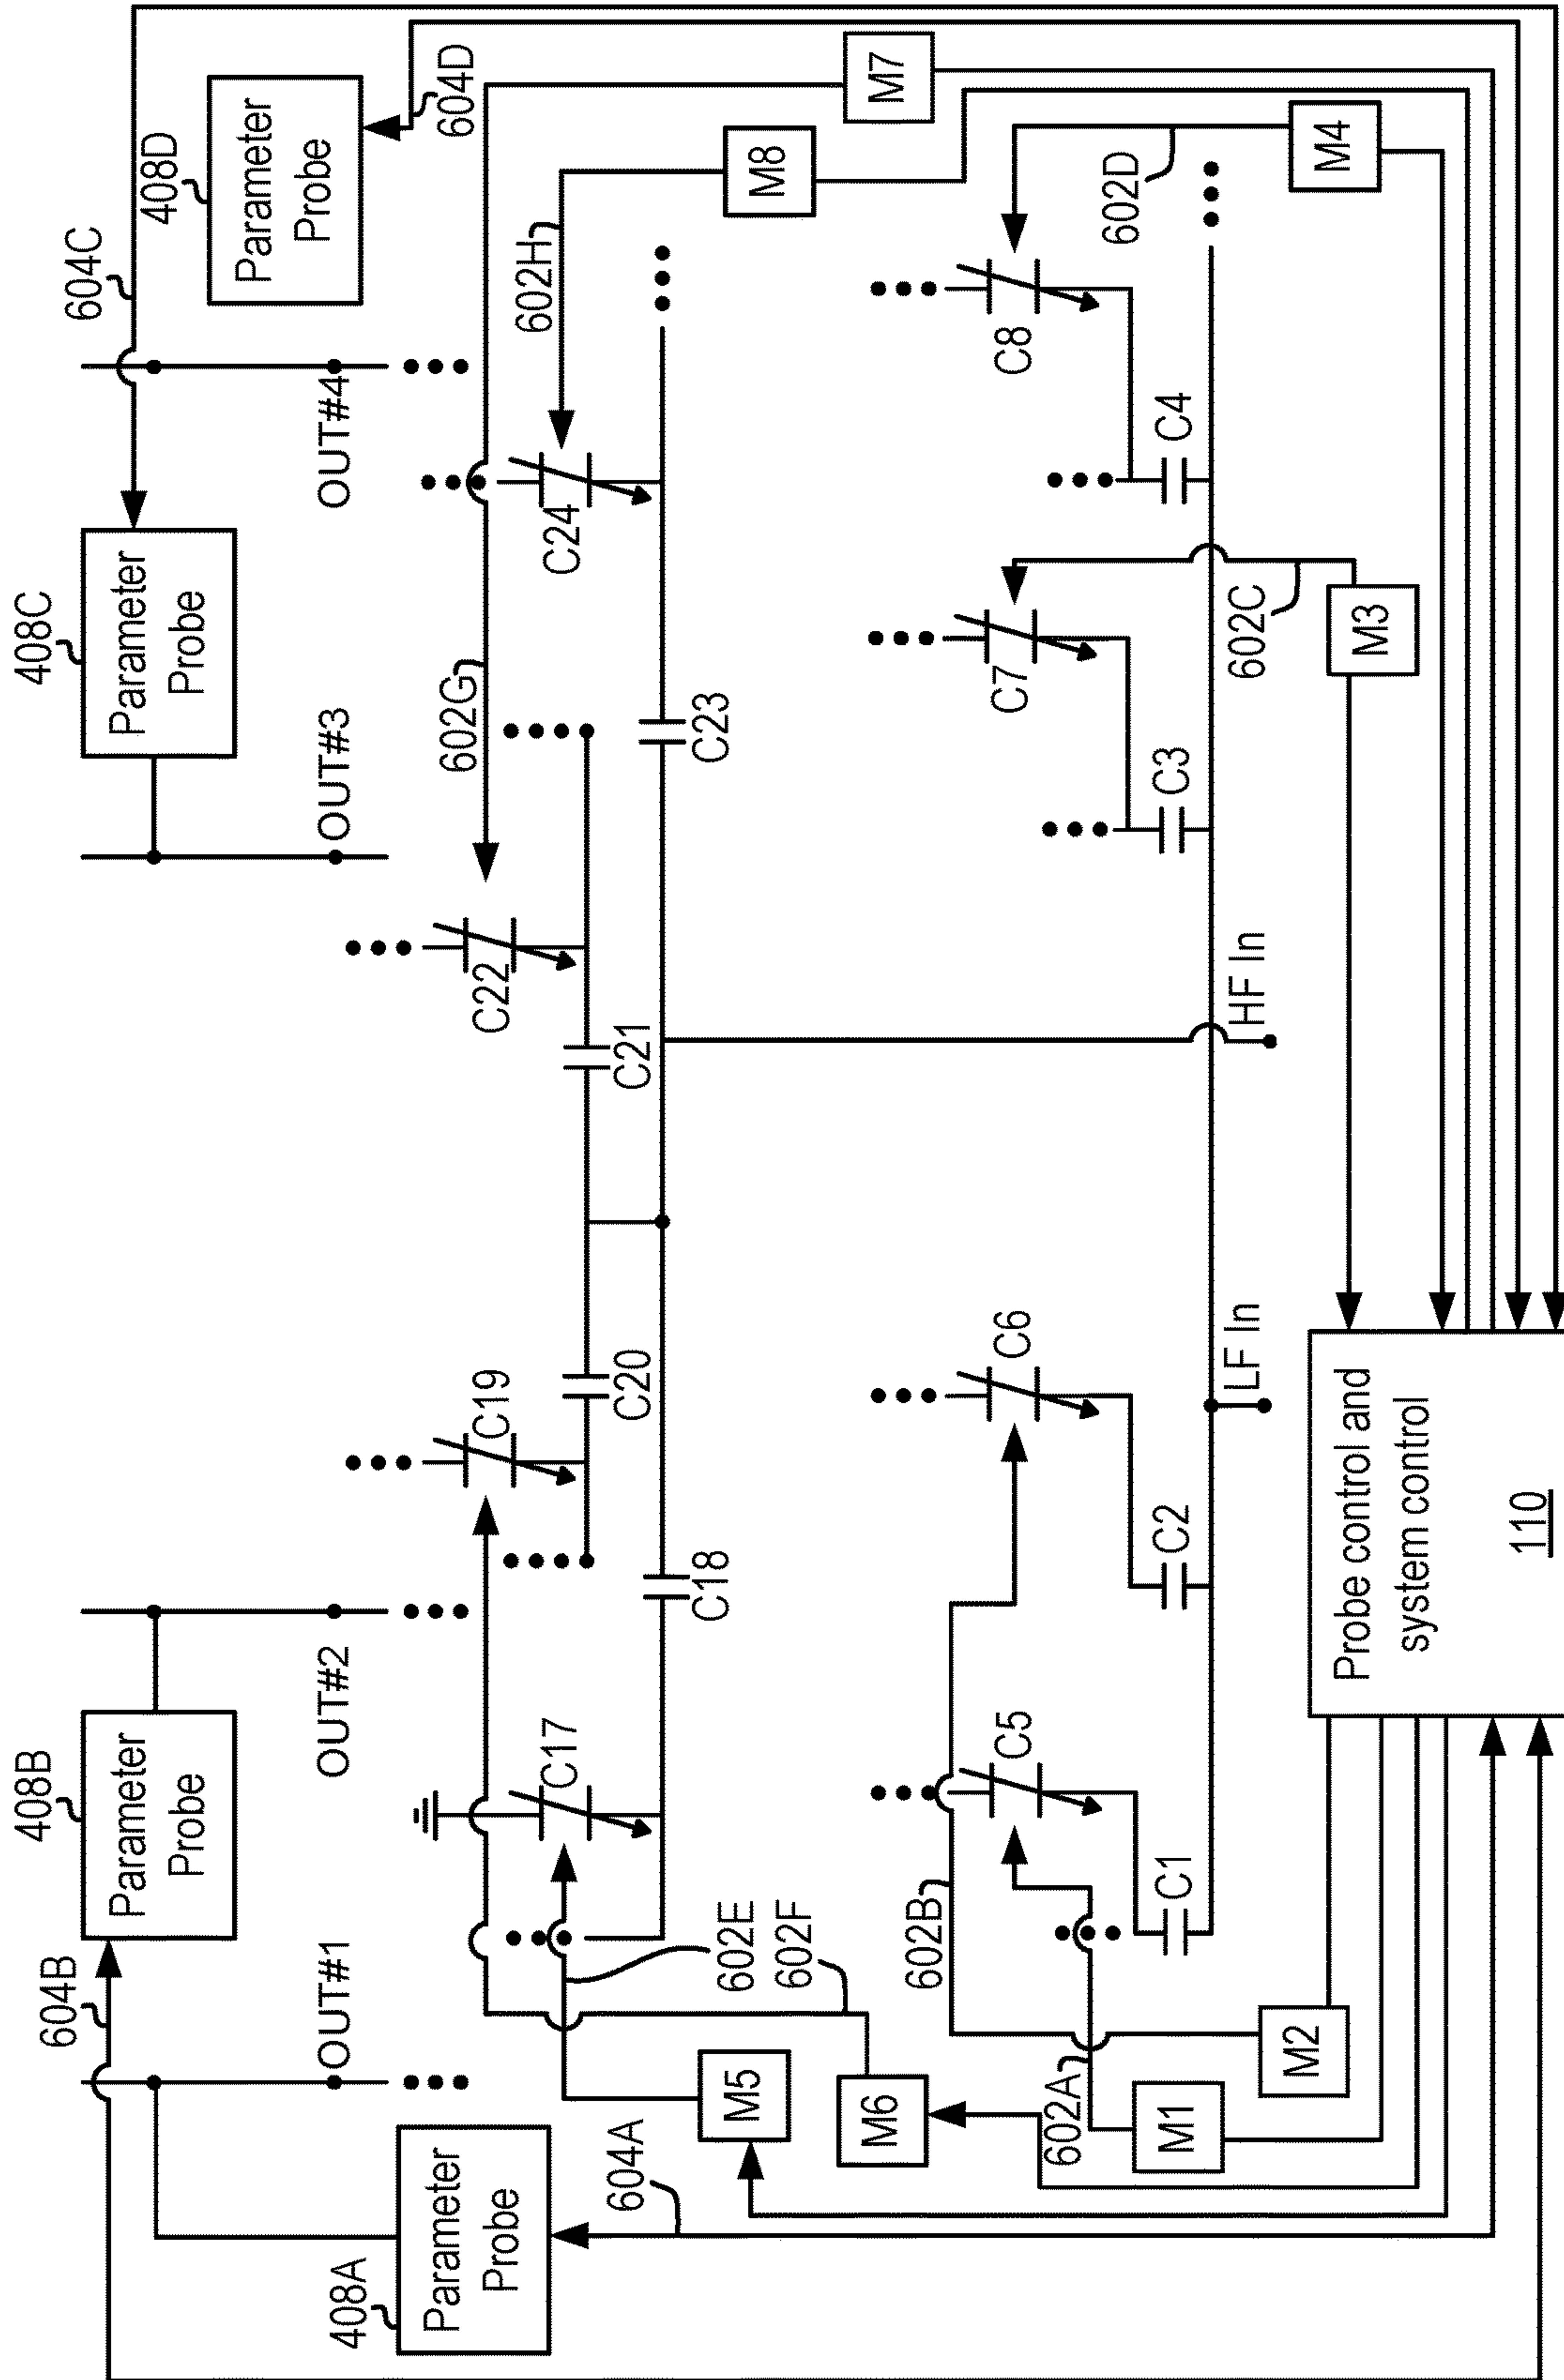 408A
Parameter
Probe
604A
604B
408B
Parameter
Probe
OUT#1
OUT#2
408C
Parameter
Probe
604C
OUT#3
OUT#4
408D
Parameter
Probe
604D
M5
M6
602E
602F
C17
C18
C19
C20
C21
C22
602G
C23
C24
602H
M8
M7
602A
M1
M2
602B
C1
C5
C2
C6
LF In
HF In
C3
C7
602C
M3
C4
C8
602D
M4
Probe control and
system control
110